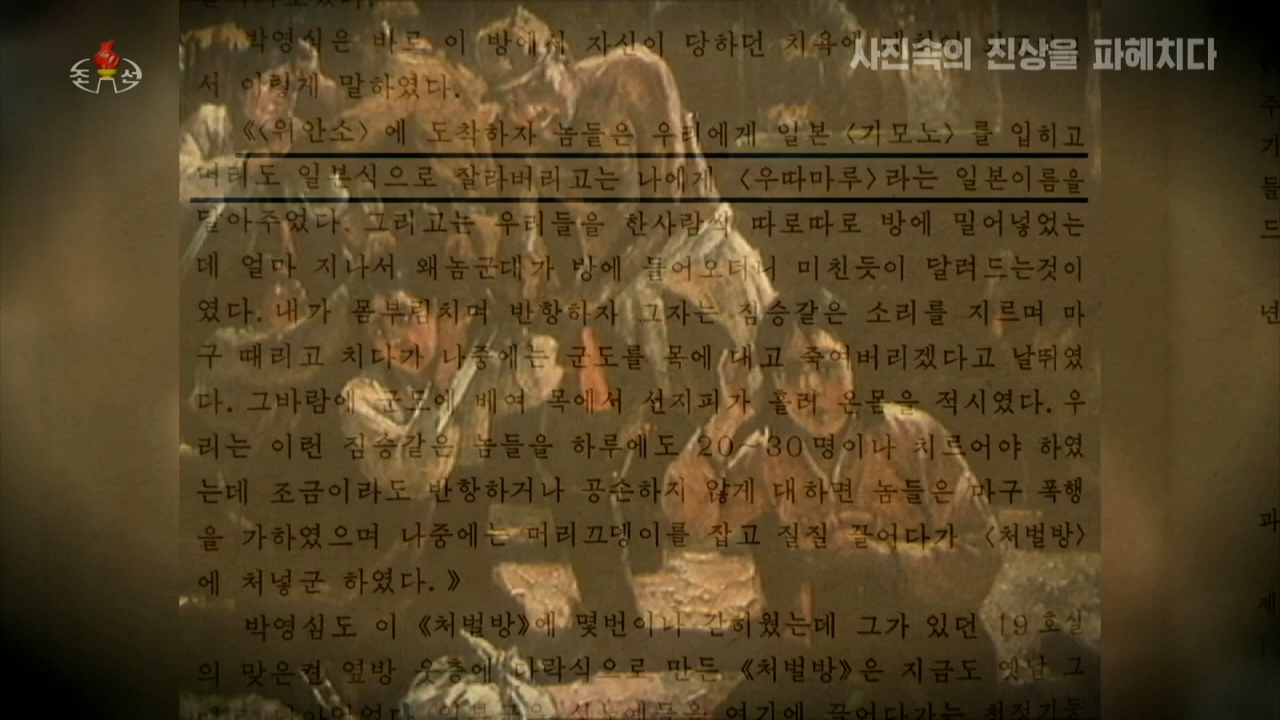 조선
사진속의 진상을 파헤치다
박영심은 바로 이 방에서 자신이 당하던 치욕에 대하여
서 이렇게 말하였다.
《〈위안소〉에 도착하자 놈들은 우리에게 일본 〈기모노〉를 입히고
머리도 일본식으로 잘라버리고는 나에게 〈우따마루〉라는 일본이름을
달아주었다. 그리고는 우리들을 한사람씩 따로따로 방에 밀어넣었는
데 얼마 지나서 왜놈군대가 방에 들어오더니 미친듯이 달려드는것이
였다. 내가 몸부림치며 반항하자 그자는 짐승같은 소리를 지르며 마
구 때리고 치다가 나중에는 군도를 목에 대고 죽여버리겠다고 날뛰였
다. 그바람에 군도에 베여 목에서 선지피가 흘러 온몸을 적시였다. 우
리는 이런 짐승같은 놈들을 하루에도 20~30명이나 치르어야 하였
는데 조금이라도 반항하거나 공손하지 않게 대하면 놈들은 마구 폭행
을 가하였으며 나중에는 머리끄뎅이를 잡고 질질 끌어다가 〈처벌방〉
에 처넣군 하였다.》
박영심도 이 《처벌방》에 몇번이나 갇히웠는데 그가 있던 19호실
의 맞은켠 옆방 웃층에 다락식으로 만든 《처벌방》은 지금도 옛날 그